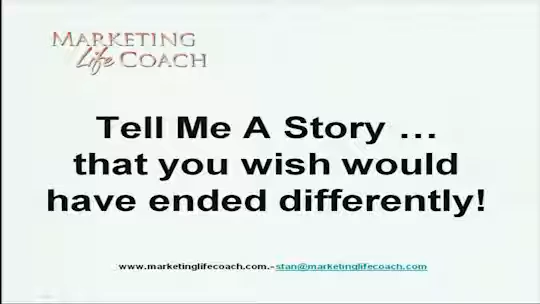 MARKETING
Life COACH
Tell Me A Story ...
that you wish would
have ended differently!
www.marketinglifecoach.com.-stan@marketinglifecoach.com